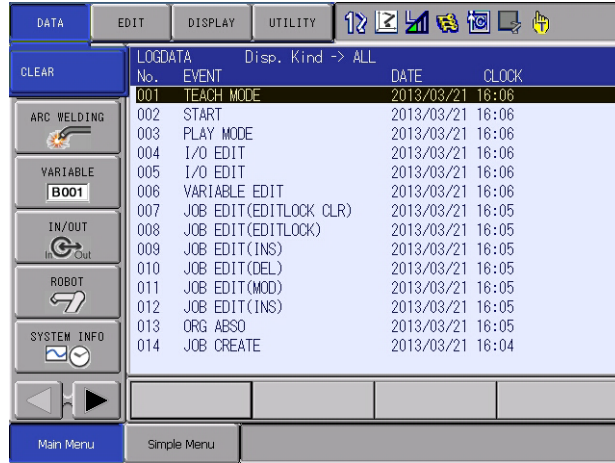 DATA EDIT DISPLAY UTILITY
CLEAR
LOGDATA Disp. Kind -> ALL
No. EVENT DATE CLOCK
001 TEACH MODE 2013/03/21 16:06
002 START 2013/03/21 16:06
003 PLAY MODE 2013/03/21 16:06
004 I/O EDIT 2013/03/21 16:06
005 I/O EDIT 2013/03/21 16:06
006 VARIABLE EDIT 2013/03/21 16:06
007 JOB EDIT(EDITLOCK CLR) 2013/03/21 16:05
008 JOB EDIT(EDITLOCK) 2013/03/21 16:05
009 JOB EDIT(INS) 2013/03/21 16:05
010 JOB EDIT(DEL) 2013/03/21 16:05
011 JOB EDIT(MOD) 2013/03/21 16:05
012 JOB EDIT(INS) 2013/03/21 16:05
013 ORG ABSO 2013/03/21 16:05
014 JOB CREATE 2013/03/21 16:04
ARC WELDING
VARIABLE
B001
IN/OUT
In Out
ROBOT
SYSTEM INFO
Main Menu Simple Menu